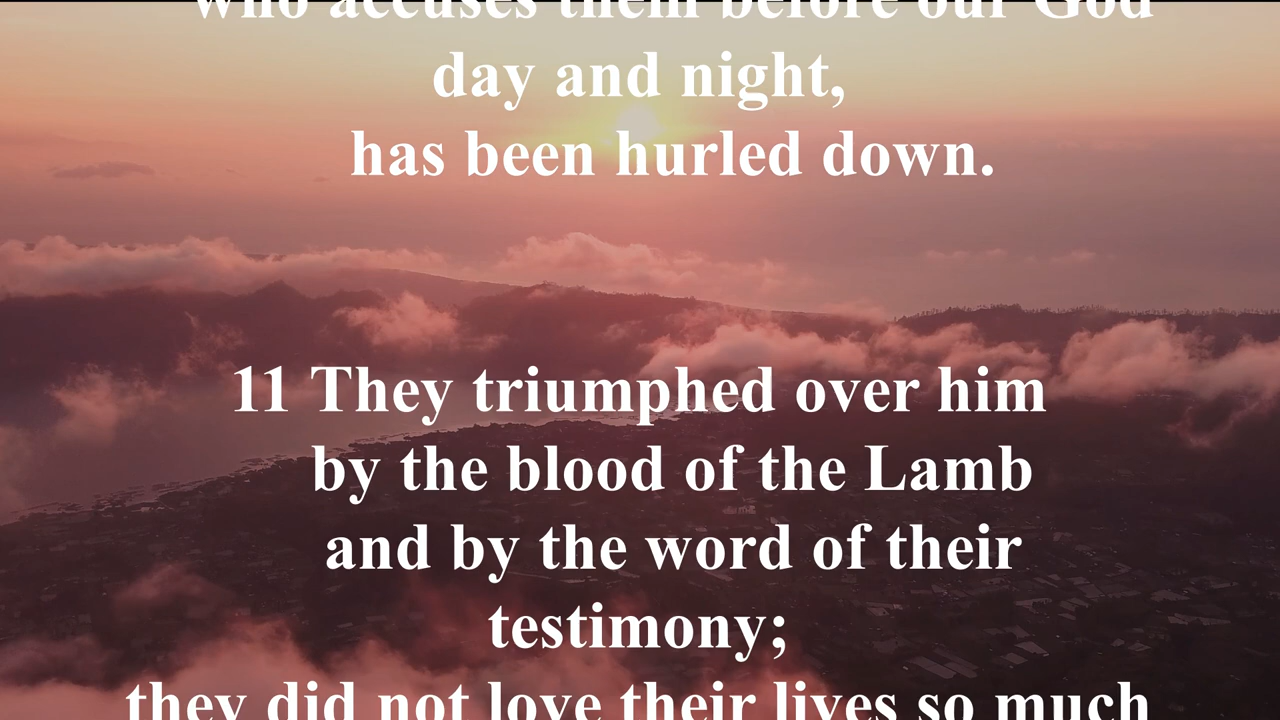 who accuses them before our God
day and night,
has been hurled down.
11 They triumphed over him
by the blood of the Lamb
and by the word of their
testimony;
they did not love their lives so much